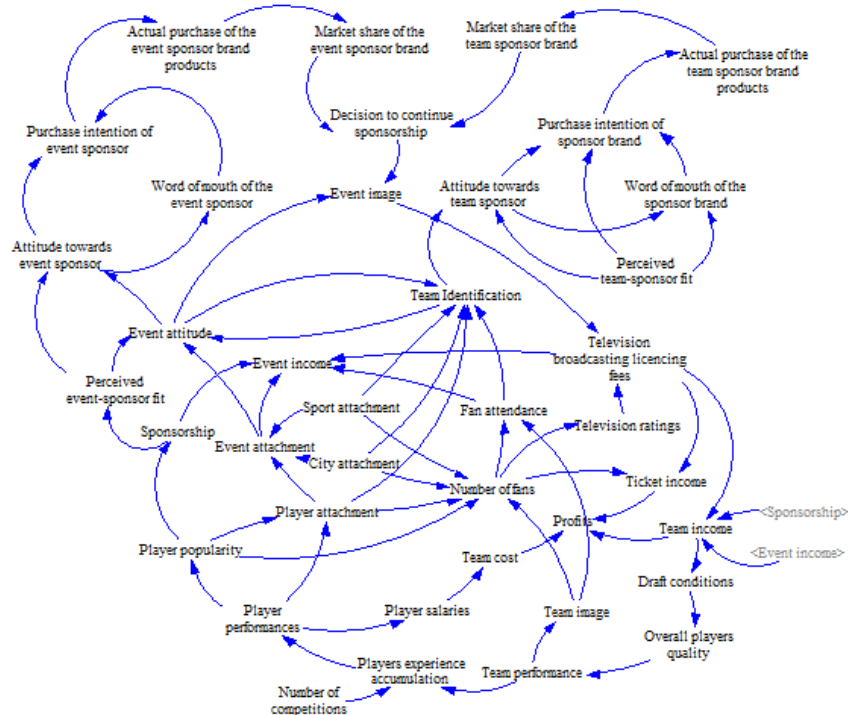 Actual purchase of the
event sponsor brand
products
Market share of the
event sponsor brand
Market share of the
team sponsor brand
Actual purchase of the
team sponsor brand
products
Purchase intention of
event sponsor
Decision to continue
sponsorship
Purchase intention of
sponsor brand
Word of mouth of the
event sponsor
Event image
Attitude towards
team sponsor
Word of mouth of the
sponsor brand
Attitude towards
event sponsor
Perceived
team-sponsor fit
Team Identification
Event attitude
Television
broadcasting licencing
fees
Event income
Perceived
event-sponsor fit
Sport attachment
Fan attendance
Sponsorship
Television ratings
Event attachment
City attachment
Number of fans
Ticket income
Player attachment
Profits
Team income
<Sponsorship>
Player popularity
Team cost
<Event income>
Draft conditions
Player
performances
Player salaries
Team image
Overall players
quality
Players experience
accumulation
Team performance
Number of
competitions